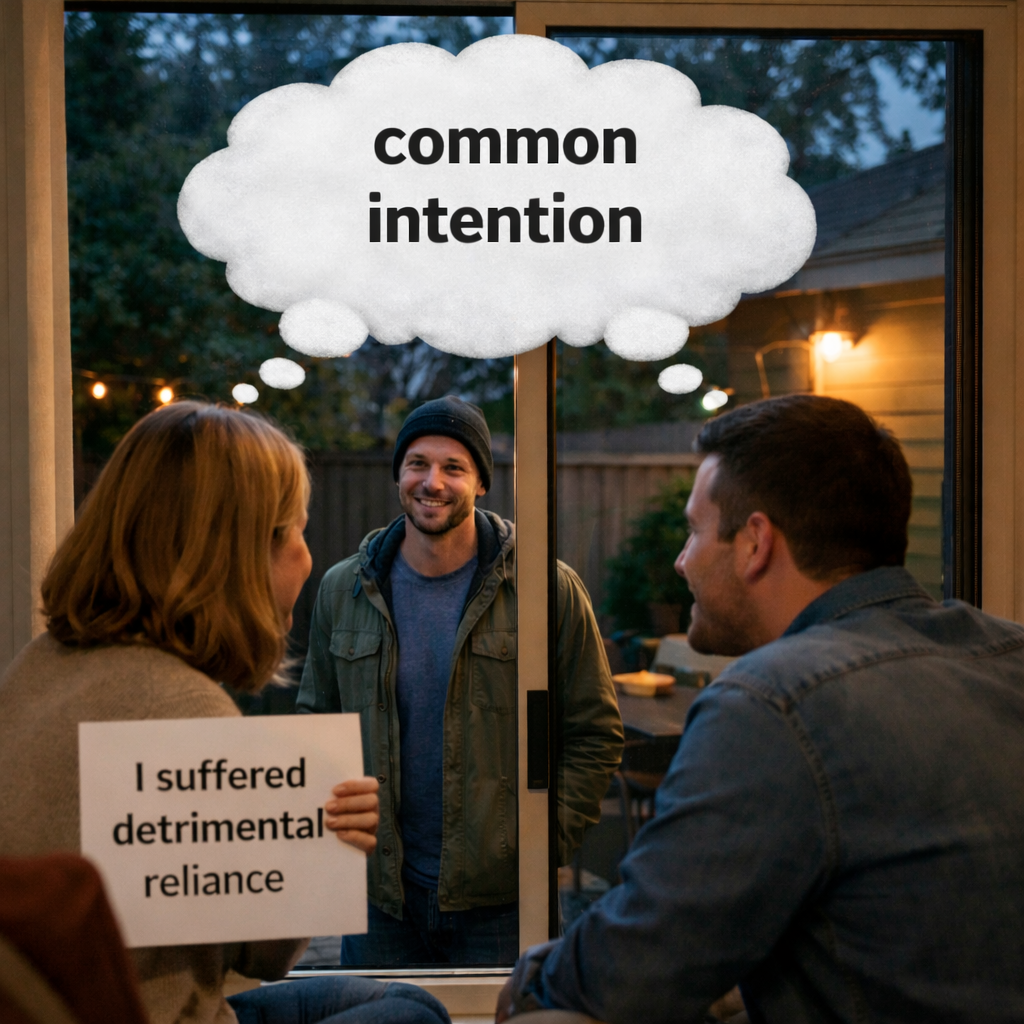 common
intention
I suffered
detrimental
reliance